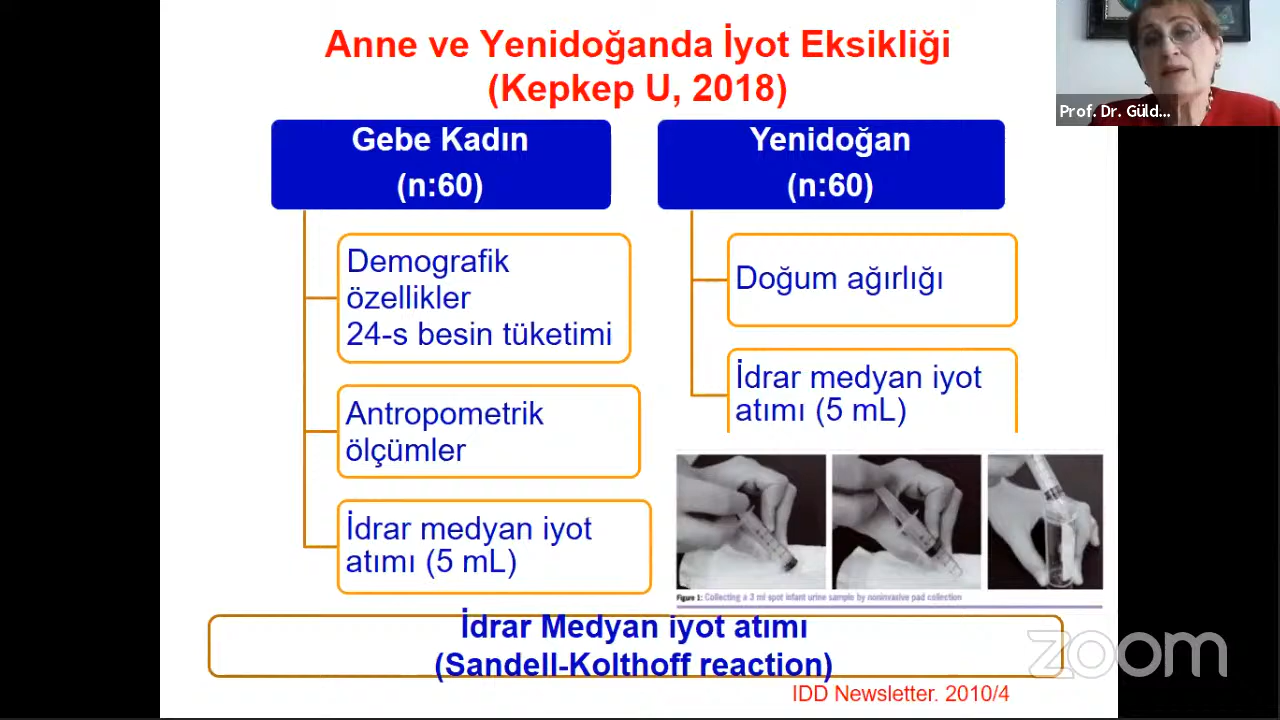 Anne ve Yenidoğanda İyot Eksikliği
(Kepkep U, 2018)
Prof. Dr. Güld...
Gebe Kadın
(n:60)
Demografik
özellikler
24-s besin tüketimi
Antropometrik
ölçümler
İdrar medyan iyot
atımı (5 mL)
Yenidoğan
(n:60)
Doğum ağırlığı
İdrar medyan iyot
atımı (5 mL)
Figure 1: Collecting a 3 ml spot infant urine sample by noninvasive pad collection
İdrar Medyan iyot atımı
(Sandell-Kolthoff reaction)
zoom
IDD Newsletter. 2010/4